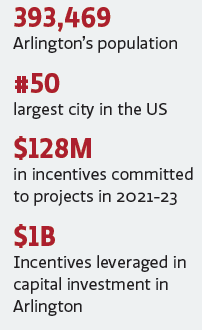 393,469
Arlington's population
#50
largest city in the US
$128M
in incentives committed
to projects in 2021-23
$1B
Incentives leveraged in
capital investment in
Arlington